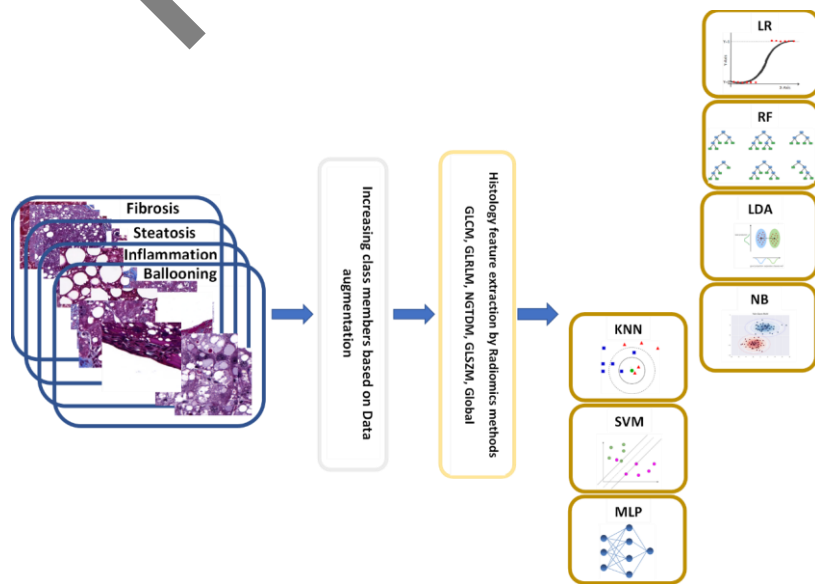 Fibrosis
Steatosis
Inflammation
Ballooning
Increasing class members based on Data
augmentation
Histology feature extraction by Radiomics methods
GLCM, GLRLM, NGTDM, GLSZM, Global
KNN
SVM
MLP
LR
RF
LDA
NB